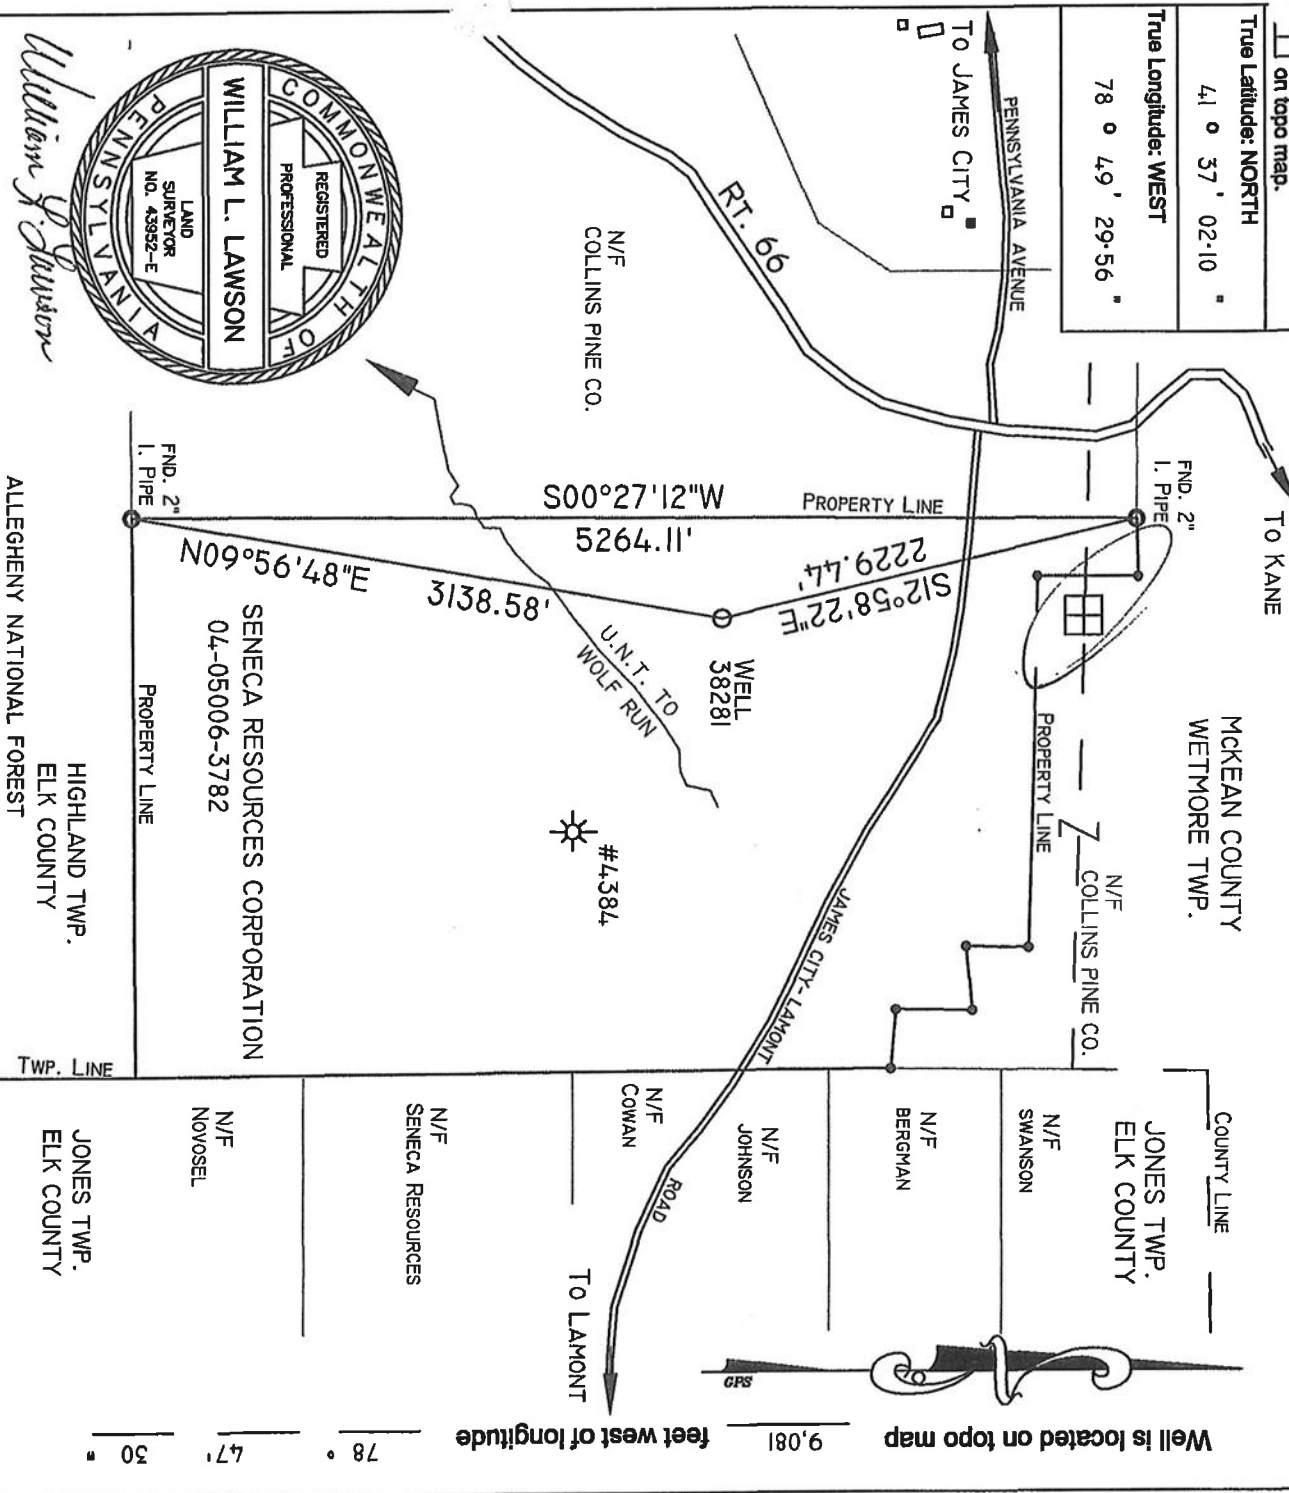 on topo map.
True Latitude: NORTH
41 ° 37 ' 02.10 "
True Longitude: WEST
78 ° 49 ' 29.56 "
To KANE
To JAMES CITY
PENNSYLVANIA AVENUE
RT. 66
FND. 2"
I. PIPE
McKEAN COUNTY
WETMORE TWP.
N/F
COLLINS PINE CO.
PROPERTY LINE
COUNTY LINE
JONES TWP.
ELK COUNTY
N/F
SWANSON
N/F
BERGMAN
N/F
JOHNSON
N/F
COWAN
N/F
SENECA RESOURCES
N/F
NOVOSEL
JONES TWP.
ELK COUNTY
N/F
COLLINS PINE CO.
PROPERTY LINE
S00°27'12"W
5264.11'
S12°58'22"E
2229.44'
N09°56'48"E
3138.58'
WELL
38281
U.N.T. TO
WOLF RUN
#4384
JAMES CITY-LAMONT
ROAD
To LAMONT
SENECA RESOURCES CORPORATION
04-05006-3782
FND. 2"
I. PIPE
PROPERTY LINE
HIGHLAND TWP.
ELK COUNTY
ALLEGHENY NATIONAL FOREST
TWP. LINE
COMMONWEALTH OF
REGISTERED
PROFESSIONAL
WILLIAM L. LAWSON
LAND
SURVEYOR
NO. 43952-E
PENNSYLVANIA
William L. Lawson
GPS
Well is located on topo map 9,081 feet west of longitude 78 ° 47' 30 "